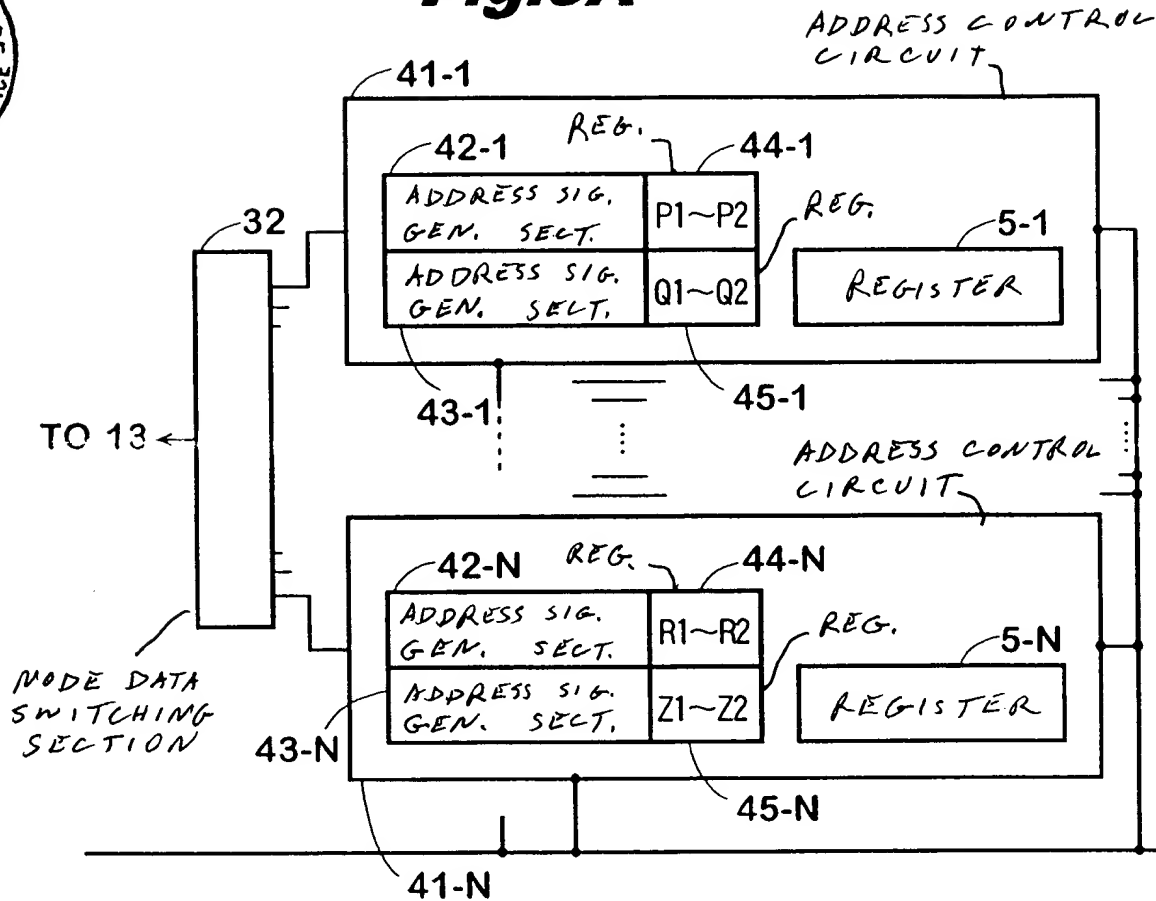 ADDRESS CONTROL
CIRCUIT
41-1
REG.
42-1
44-1
ADDRESS SIG.
GEN. SECT.
P1~P2
REG.
32
5-1
ADDRESS SIG.
GEN. SECT.
Q1~Q2
REGISTER
43-1
45-1
TO 13
ADDRESS CONTROL
CIRCUIT
42-N
REG.
44-N
ADDRESS SIG.
GEN. SECT.
R1~R2
REG.
5-N
ADDRESS SIG.
GEN. SECT.
Z1~Z2
REGISTER
MODE DATA
SWITCHING
SECTION
43-N
45-N
41-N